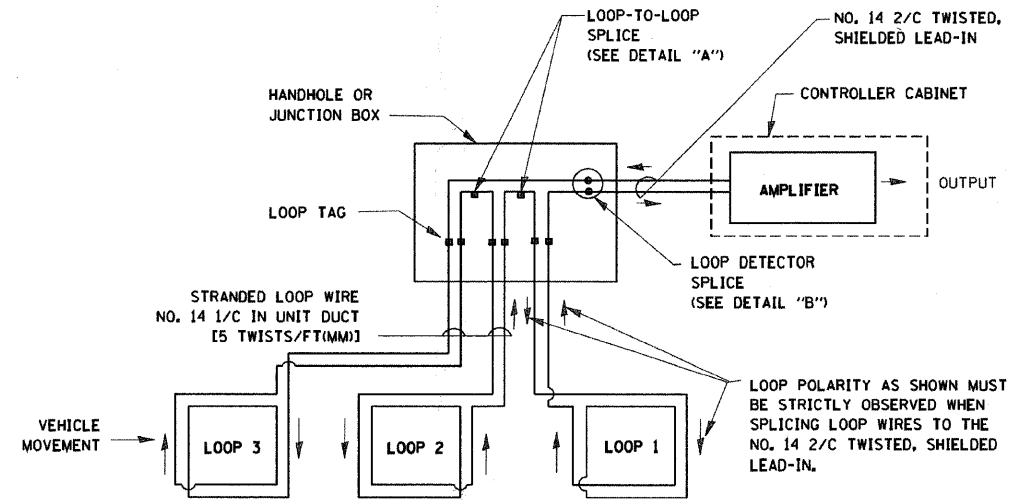 LOOP-TO-LOOP
SPLICE
(SEE DETAIL "A")
NO. 14 2/C TWISTED,
SHIELDED LEAD-IN
HANDHOLE OR
JUNCTION BOX
CONTROLLER CABINET
AMPLIFIER
OUTPUT
LOOP TAG
LOOP DETECTOR
SPLICE
(SEE DETAIL "B")
STRANDED LOOP WIRE
NO. 14 1/C IN UNIT DUCT
[5 TWISTS/FT(MM)]
LOOP POLARITY AS SHOWN MUST
BE STRICTLY OBSERVED WHEN
SPLICING LOOP WIRES TO THE
NO. 14 2/C TWISTED, SHIELDED
LEAD-IN.
VEHICLE
MOVEMENT
LOOP 3
LOOP 2
LOOP 1